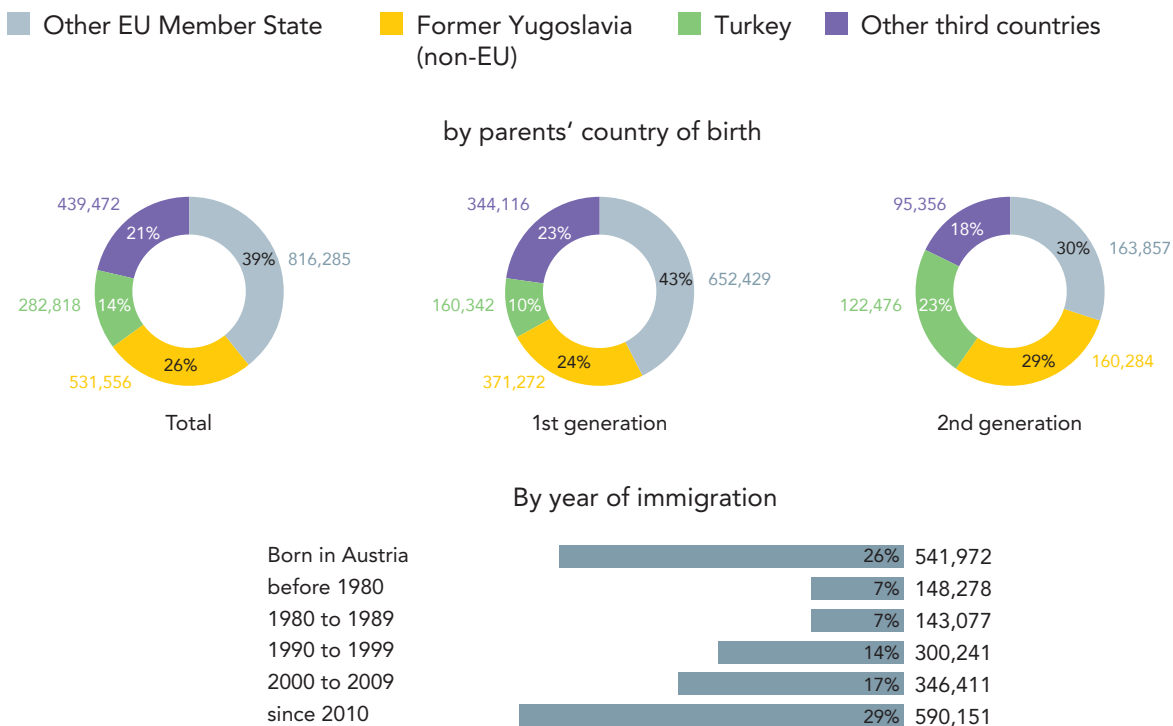 Other EU Member State
Former Yugoslavia
(non-EU)
Turkey
Other third countries
by parents‘ country of birth
439,472
21%
39%
816,285
282,818
14%
26%
531,556
Total
344,116
23%
43%
652,429
160,342
10%
24%
371,272
1st generation
95,356
18%
30%
163,857
122,476
23%
29%
160,284
2nd generation
By year of immigration
Born in Austria 26% 541,972
before 1980 7% 148,278
1980 to 1989 7% 143,077
1990 to 1999 14% 300,241
2000 to 2009 17% 346,411
since 2010 29% 590,151